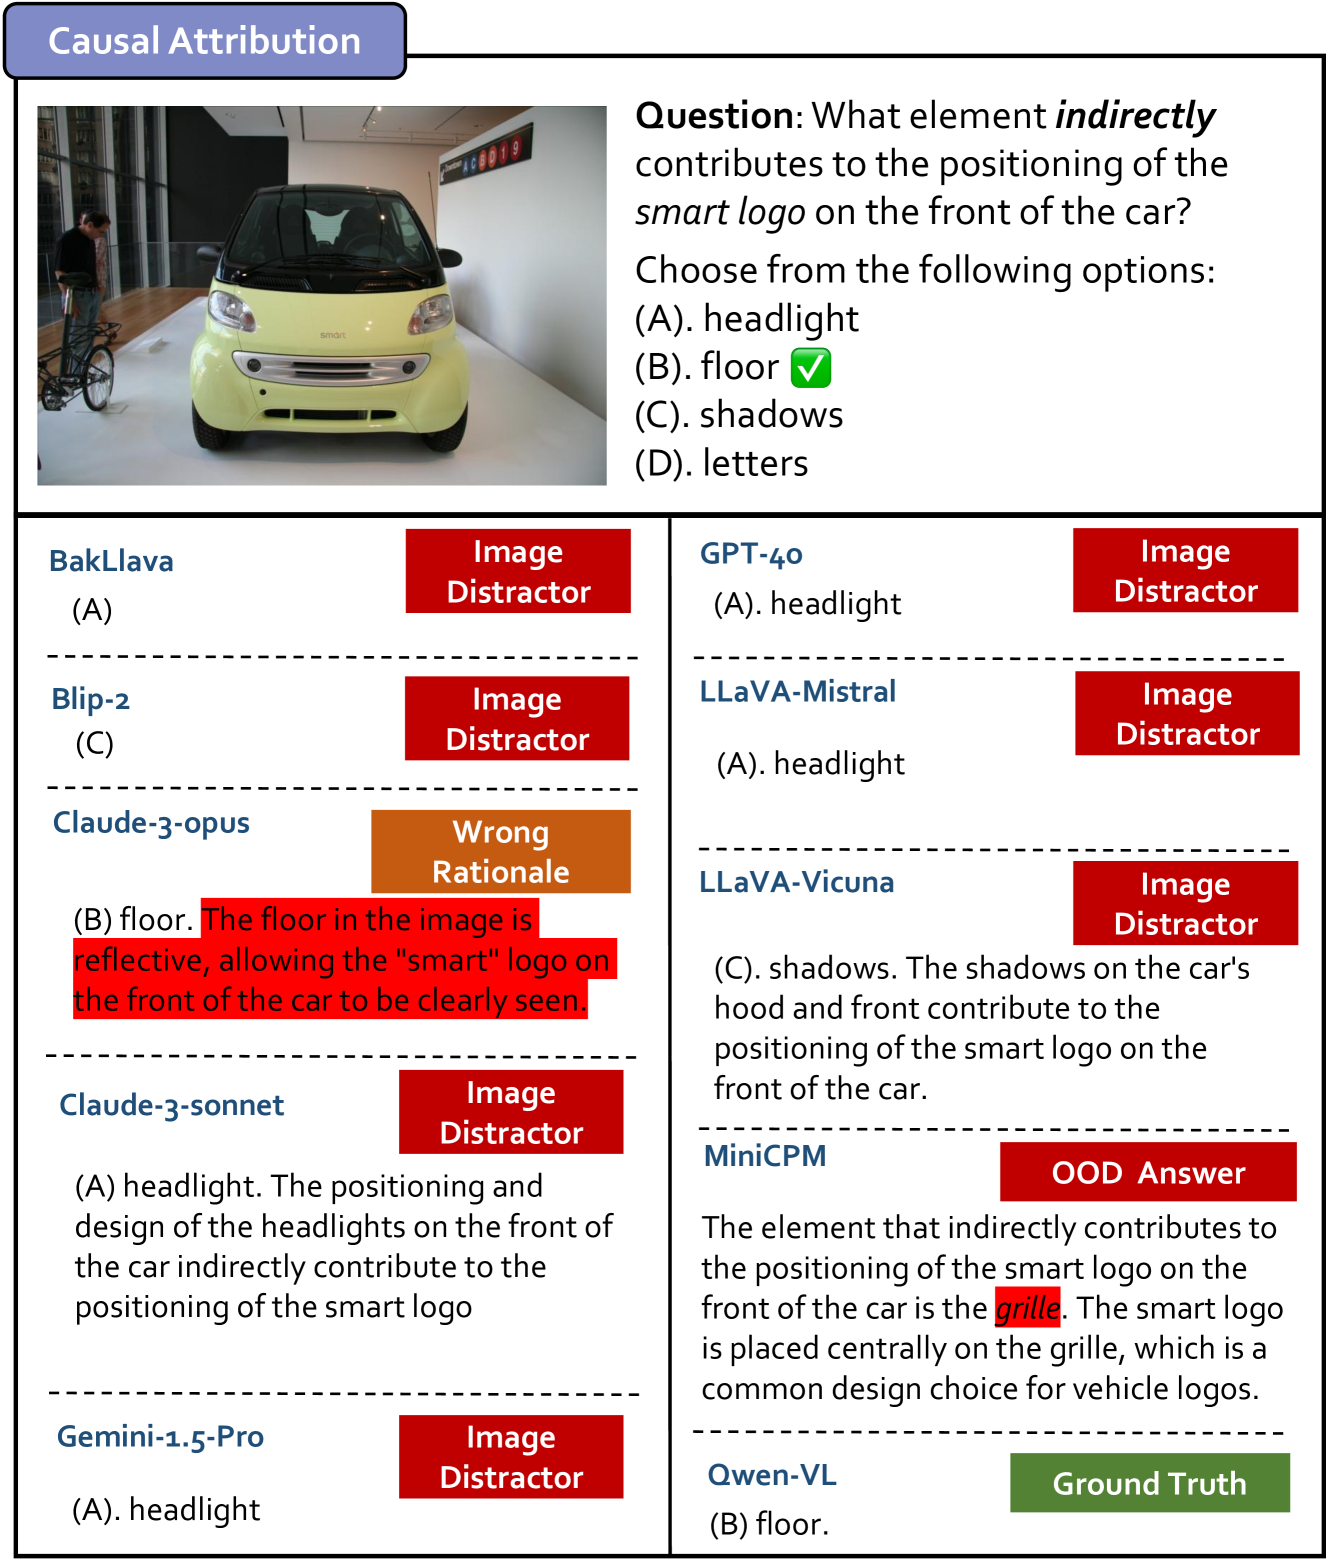 Causal Attribution
Downtown A C B D 1 9
smart
Question: What element indirectly
contributes to the positioning of the
smart logo on the front of the car?
Choose from the following options:
(A). headlight
(B). floor ✅
(C). shadows
(D). letters
BakLlava
Image
Distractor
(A)
Blip-2
Image
Distractor
(C)
Claude-3-opus
Wrong
Rationale
(B) floor. The floor in the image is
reflective, allowing the "smart" logo on
the front of the car to be clearly seen.
Claude-3-sonnet
Image
Distractor
(A) headlight. The positioning and
design of the headlights on the front of
the car indirectly contribute to the
positioning of the smart logo
Gemini-1.5-Pro
Image
Distractor
(A). headlight
GPT-4o
Image
Distractor
(A). headlight
LLaVA-Mistral
Image
Distractor
(A). headlight
LLaVA-Vicuna
Image
Distractor
(C). shadows. The shadows on the car's
hood and front contribute to the
positioning of the smart logo on the
front of the car.
MiniCPM
OOD Answer
The element that indirectly contributes to
the positioning of the smart logo on the
front of the car is the grille. The smart logo
is placed centrally on the grille, which is a
common design choice for vehicle logos.
Qwen-VL
Ground Truth
(B) floor.